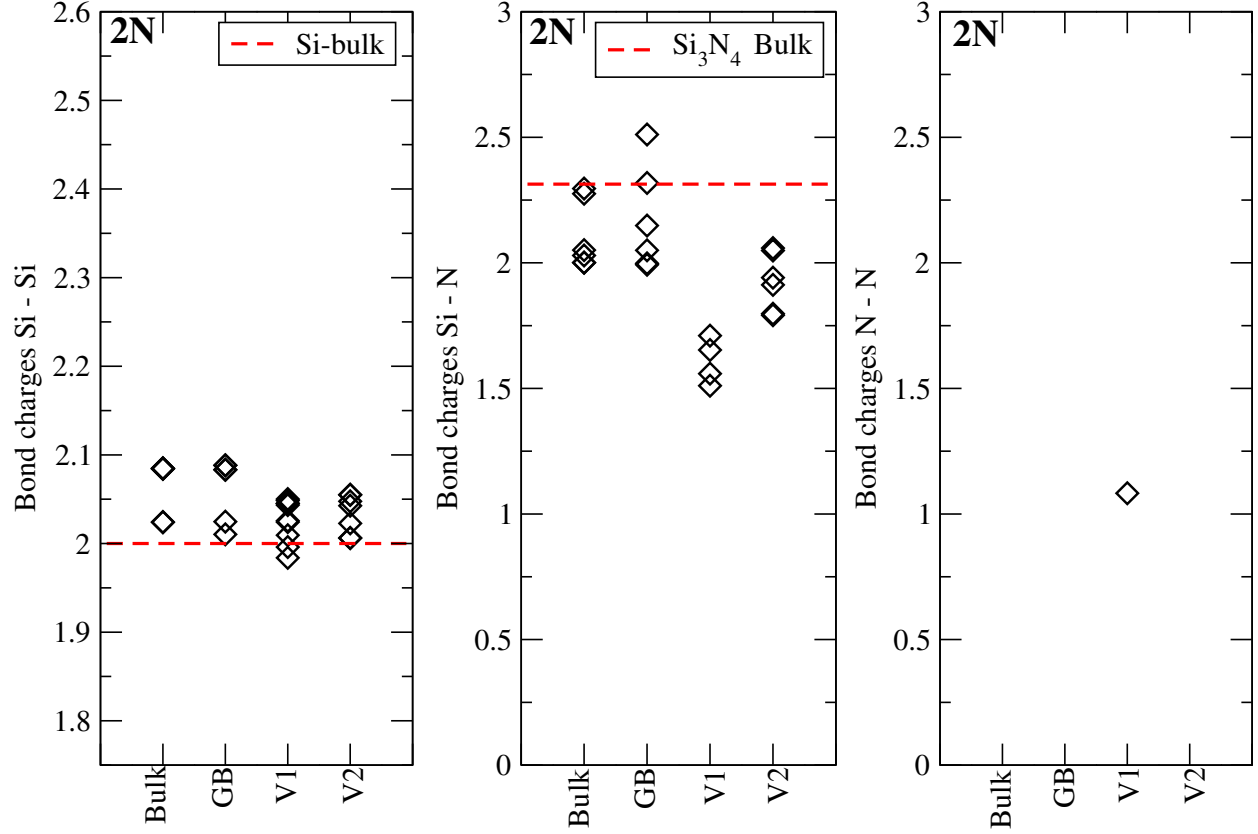 2N
Si-bulk
Bond charges Si - Si
2.6
2.5
2.4
2.3
2.2
2.1
2
1.9
1.8
Bulk
GB
V1
V2
2N
Si3N4 Bulk
Bond charges Si - N
3
2.5
2
1.5
1
0.5
0
Bulk
GB
V1
V2
2N
Bond charges N - N
3
2.5
2
1.5
1
0.5
0
Bulk
GB
V1
V2